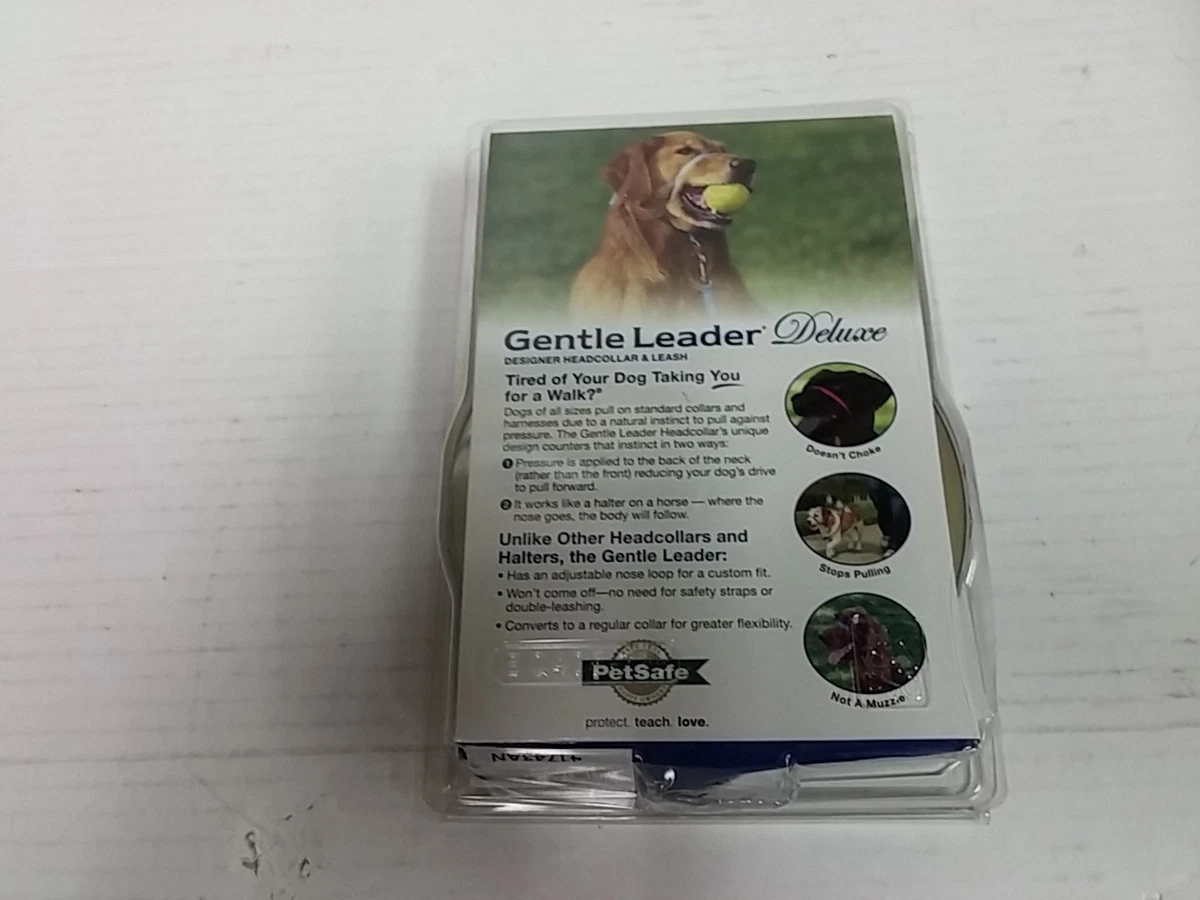 Gentle Leader® Deluxe
DESIGNER HEADCOLLAR & LEASH
Tired of Your Dog Taking You
for a Walk?®
Dogs of all sizes pull on standard collars and
harnesses due to a natural instinct to pull against
pressure. The Gentle Leader Headcollar's unique
design counters that instinct in two ways:
1 Pressure is applied to the back of the neck
(rather than the front) reducing your dog's drive
to pull forward.
2 It works like a halter on a horse — where the
nose goes, the body will follow.
Unlike Other Headcollars and
Halters, the Gentle Leader:
• Has an adjustable nose loop for a custom fit.
• Won't come off—no need for safety straps or
double-leashing.
• Converts to a regular collar for greater flexibility.
Doesn't Choke
Stops Pulling
Not A Muzzle
PetSafe
protect. teach. love.